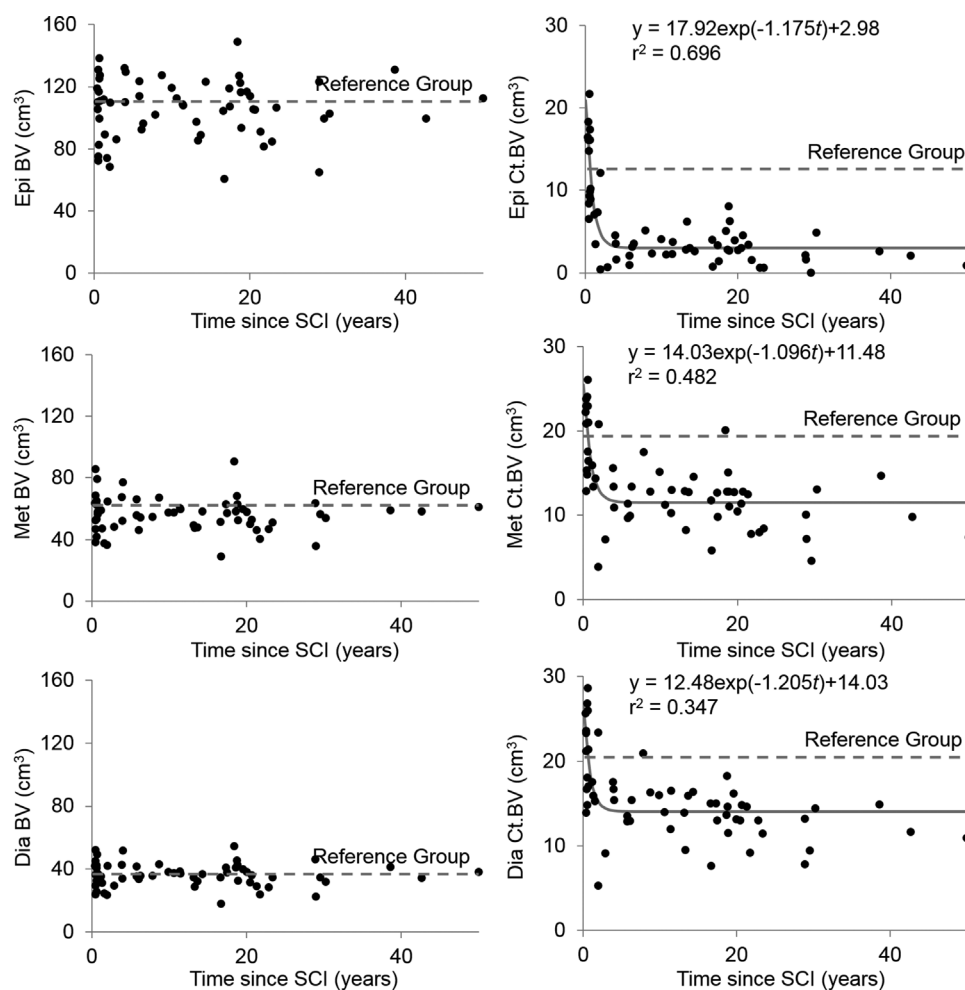 160
120
80
40
0
Epi BV (cm³)
Reference Group
0
20
40
Time since SCI (years)
30
20
10
0
Epi Ct.BV (cm³)
y = 17.92exp(-1.175t)+2.98
r² = 0.696
Reference Group
0
20
40
Time since SCI (years)
160
120
80
40
0
Met BV (cm³)
Reference Group
0
20
40
Time since SCI (years)
30
20
10
0
Met Ct.BV (cm³)
y = 14.03exp(-1.096t)+11.48
r² = 0.482
Reference Group
0
20
40
Time since SCI (years)
160
120
80
40
0
Dia BV (cm³)
Reference Group
0
20
40
Time since SCI (years)
30
20
10
0
Dia Ct.BV (cm³)
y = 12.48exp(-1.205t)+14.03
r² = 0.347
Reference Group
0
20
40
Time since SCI (years)